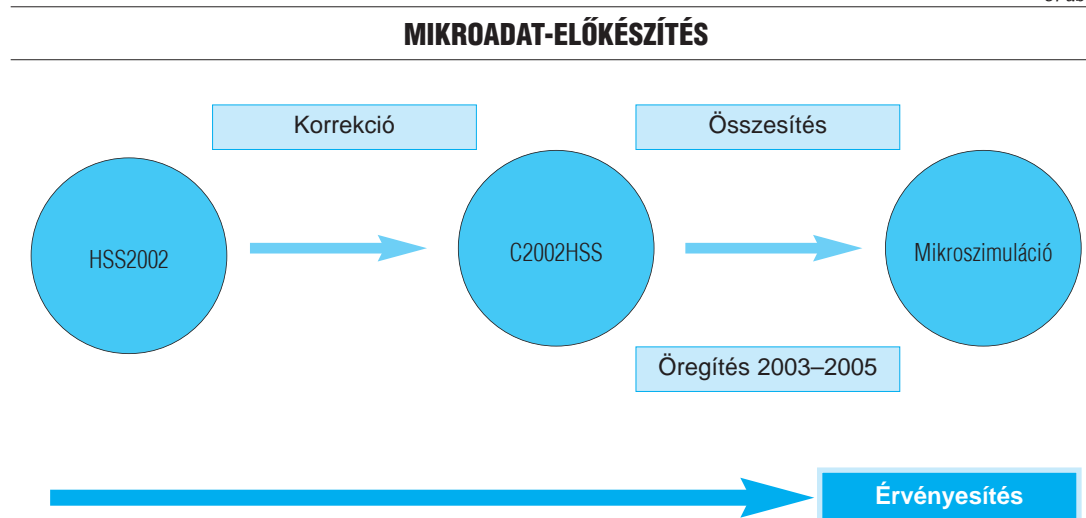 MIKROADAT-ELŐKÉSZÍTÉS
Korrekció
Összesítés
HSS2002
C2002HSS
Mikroszimuláció
Öregítés 2003–2005
Érvényesítés